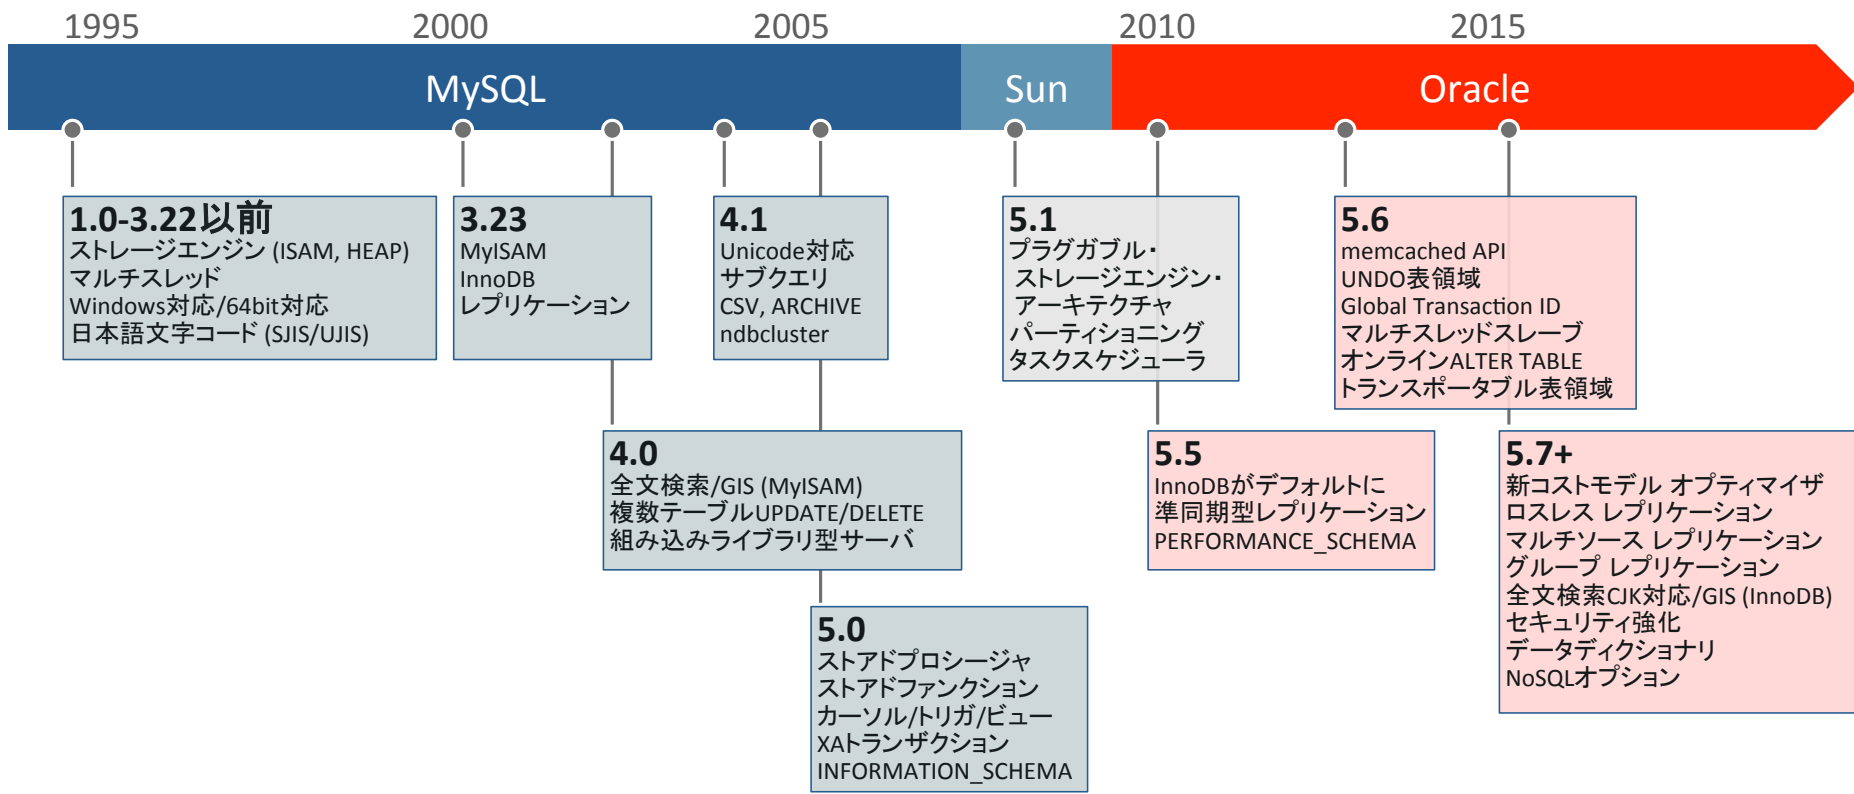 1995
2000
2005
2010
2015
MySQL
Sun
Oracle
1.0-3.22以前
ストレージエンジン (ISAM, HEAP)
マルチスレッド
Windows対応/64bit対応
日本語文字コード (SJIS/UJIS)
3.23
MyISAM
InnoDB
レプリケーション
4.1
Unicode対応
サブクエリ
CSV, ARCHIVE
ndbcluster
5.1
プラグガブル・
ストレージエンジン・
アーキテクチャ
パーティショニング
タスクスケジューラ
5.6
memcached API
UNDO表領域
Global Transaction ID
マルチスレッドスレーブ
オンラインALTER TABLE
トランスポータブル表領域
4.0
全文検索/GIS (MyISAM)
複数テーブルUPDATE/DELETE
組み込みライブラリ型サーバ
5.5
InnoDBがデフォルトに
準同期型レプリケーション
PERFORMANCE_SCHEMA
5.7+
新コストモデル オプティマイザ
ロスレス レプリケーション
マルチソース レプリケーション
グループ レプリケーション
全文検索CJK対応/GIS (InnoDB)
セキュリティ強化
データディクショナリ
NoSQLオプション
5.0
ストアドプロシージャ
ストアドファンクション
カーソル/トリガ/ビュー
XAトランザクション
INFORMATION_SCHEMA